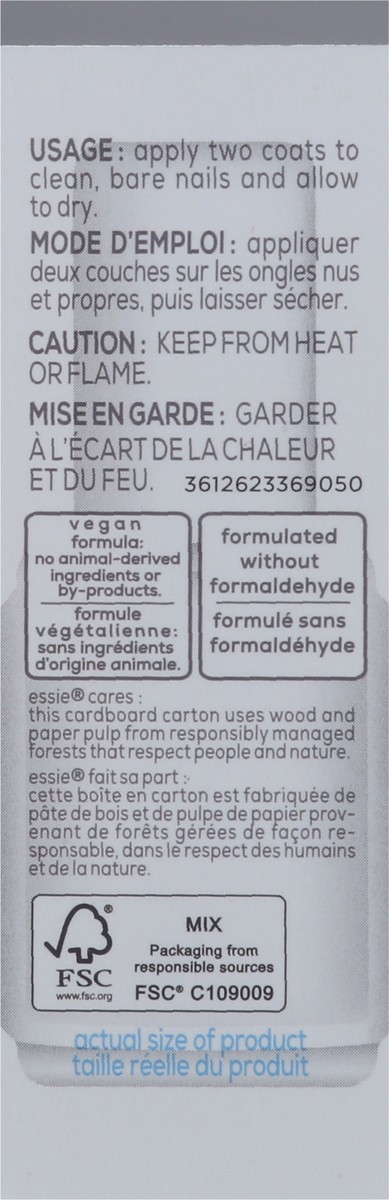 USAGE: apply two coats to
clean, bare nails and allow
to dry.
MODE D'EMPLOI: appliquer
deux couches sur les ongles nus
et propres, puis laisser sécher.
CAUTION: KEEP FROM HEAT
OR FLAME.
MISE EN GARDE: GARDER
À L'ÉCART DE LA CHALEUR
ET DU FEU. 3612623369050
vegan
formula:
no animal-derived
ingredients or
by-products.
formule
végétalienne:
sans ingrédients
d'origine animale.
formulated
without
formaldehyde
formulé sans
formaldéhyde
essie® cares :
this cardboard carton uses wood and
paper pulp from responsibly managed
forests that respect people and nature.
essie® fait sa part :
cette boîte en carton est fabriquée de
pâte de bois et de pulpe de papier prov-
enant de forêts gérées de façon re-
sponsable, dans le respect des humains
et de la nature.
®
FSC
www.fsc.org
MIX
Packaging from
responsible sources
FSC® C109009
actual size of product
taille réelle du produit